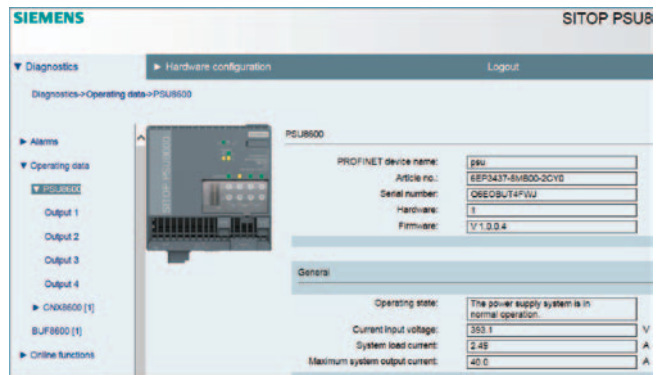 SIEMENS
SITOP PSU8
▼ Diagnostics
► Hardware configuration
Logout
Diagnostics->Operating data->PSU8600
► Alarms
▼ Operating data
▼ PSU8600
Output 1
Output 2
Output 3
Output 4
► CNX8600 [1]
BUF8600 [1]
► Online functions
PSU8600
PROFINET device name: psu
Article no.: 6EP3437-8MB00-2CY0
Serial number:
Hardware: 1
Firmware: V 1.0.0.4
General
Operating state: The power supply system is in
normal operation.
Current input voltage: 393.1 V
System load current: 2.49 A
Maximum system output current: 40.0 A